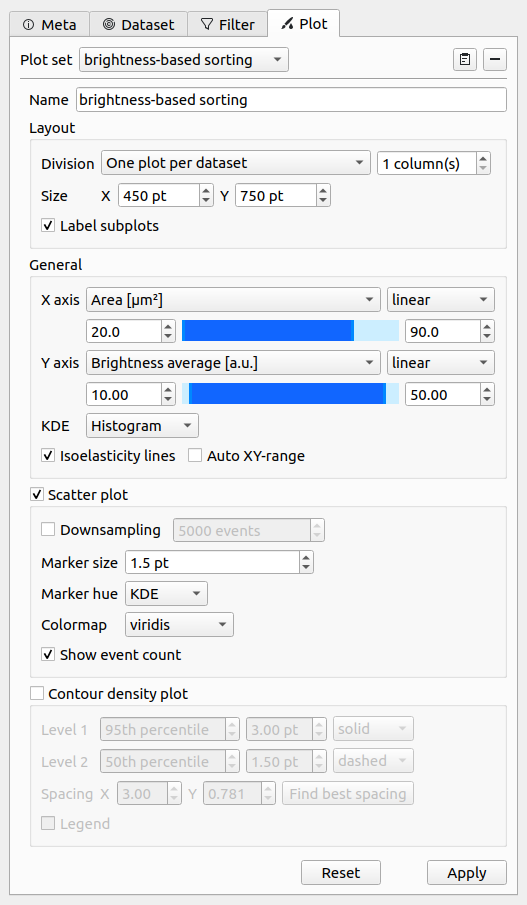 Meta Dataset Filter Plot
Plot set brightness-based sorting
Name brightness-based sorting
Layout
Division One plot per dataset 1 column(s)
Size X 450 pt Y 750 pt
Label subplots
General
X axis Area [µm²] linear
20.0 90.0
Y axis Brightness average [a.u.] linear
10.00 50.00
KDE Histogram
Isoelasticity lines Auto XY-range
Scatter plot
Downsampling 5000 events
Marker size 1.5 pt
Marker hue KDE
Colormap viridis
Show event count
Contour density plot
Level 1 95th percentile 3.00 pt solid
Level 2 50th percentile 1.50 pt dashed
Spacing X 3.00 Y 0.781 Find best spacing
Legend
Reset Apply